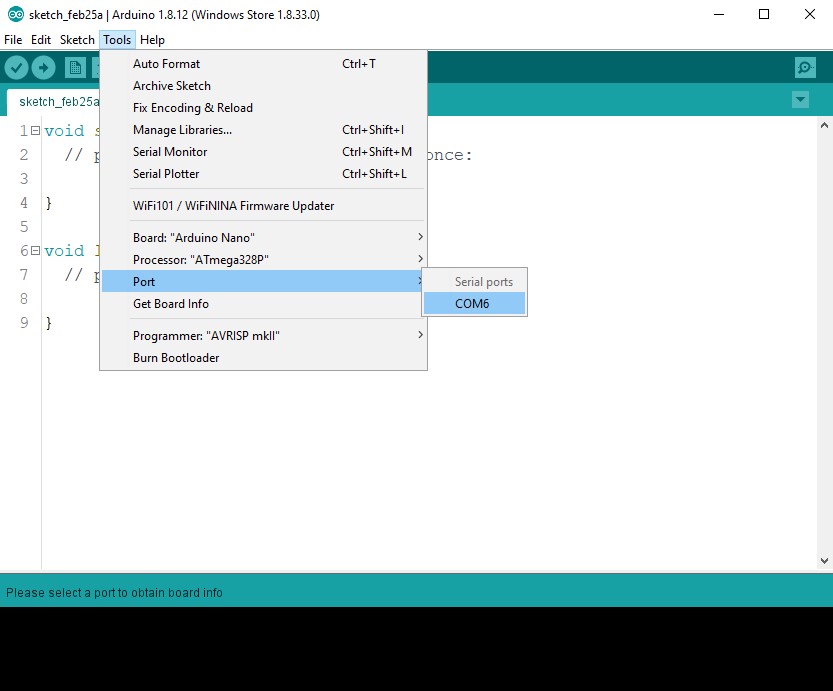 sketch_feb25a | Arduino 1.8.12 (Windows Store 1.8.33.0)
File Edit Sketch Tools Help
Auto Format Ctrl+T
Archive Sketch
Fix Encoding & Reload
Manage Libraries... Ctrl+Shift+I
Serial Monitor Ctrl+Shift+M
Serial Plotter Ctrl+Shift+L
WiFi101 / WiFiNINA Firmware Updater
Board: "Arduino Nano"
Processor: "ATmega328P"
Port
Get Board Info
Programmer: "AVRISP mkII"
Burn Bootloader
Serial ports
COM6
sketch_feb25a
1 void s
2 // p once:
3
4 }
5
6 void l
7 // p
8
9 }
Please select a port to obtain board info